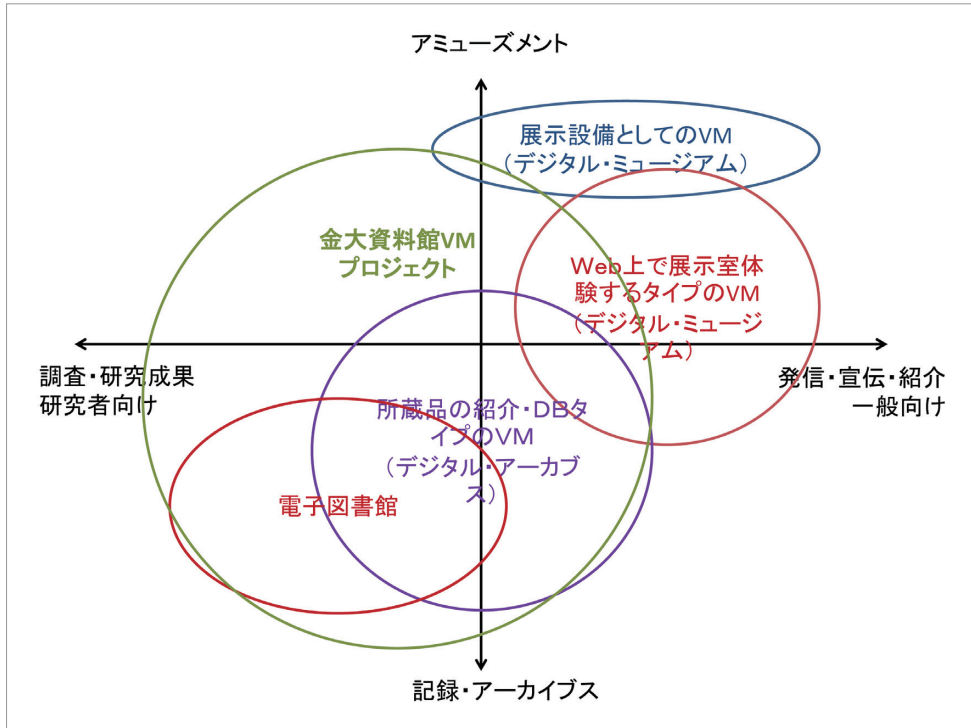 アミューズメント
展示設備としてのVM
(デジタル・ミュージアム)
金大資料館VM
プロジェクト
Web上で展示室体
験するタイプのVM
(デジタル・ミュージ
アム)
調査・研究成果
研究者向け
発信・宣伝・紹介
一般向け
所蔵品の紹介・DBタ
イプのVM
(デジタル・アーカブ
ス)
電子図書館
記録・アーカイブス